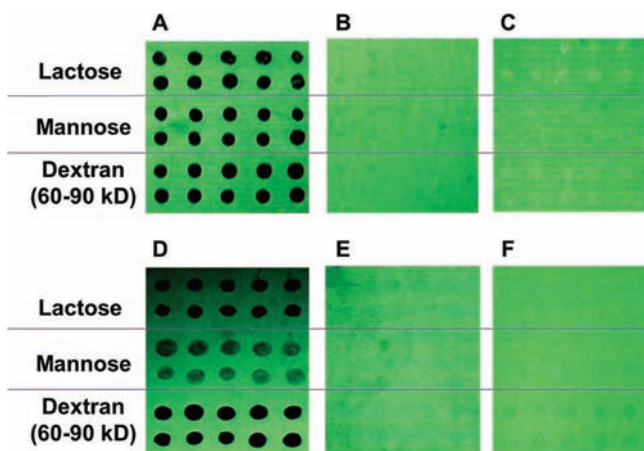 A B C
Lactose
Mannose
Dextran
(60-90 kD)
D E F
Lactose
Mannose
Dextran
(60-90 kD)